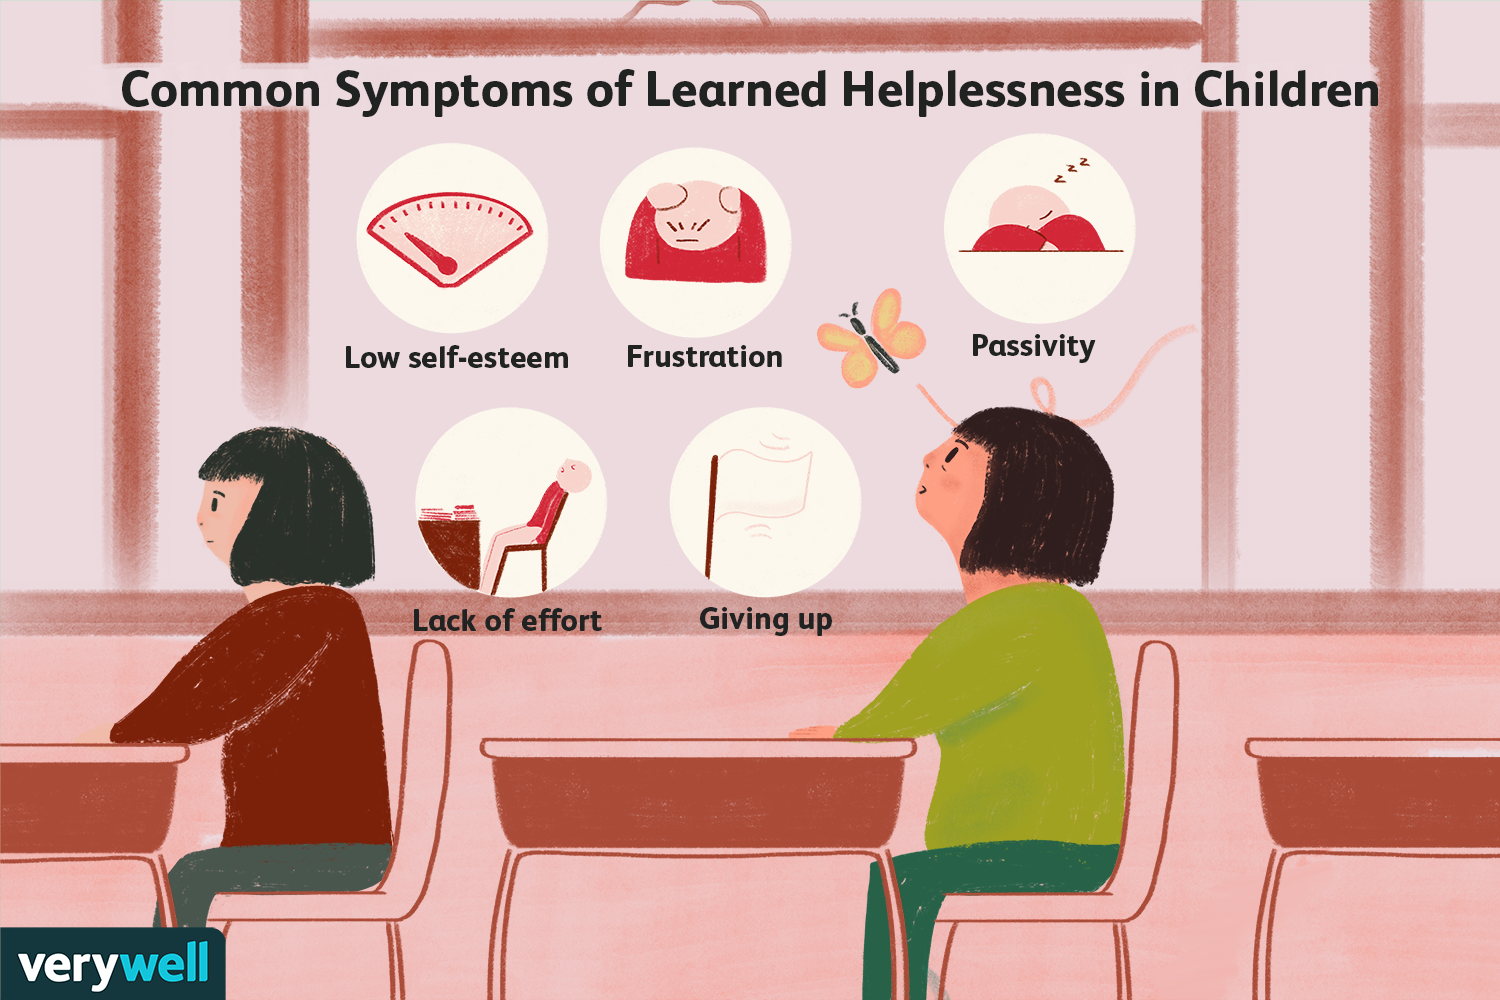 Common Symptoms of Learned Helplessness in Children
z z z
Low self-esteem
Frustration
Passivity
Lack of effort
Giving up
verywell